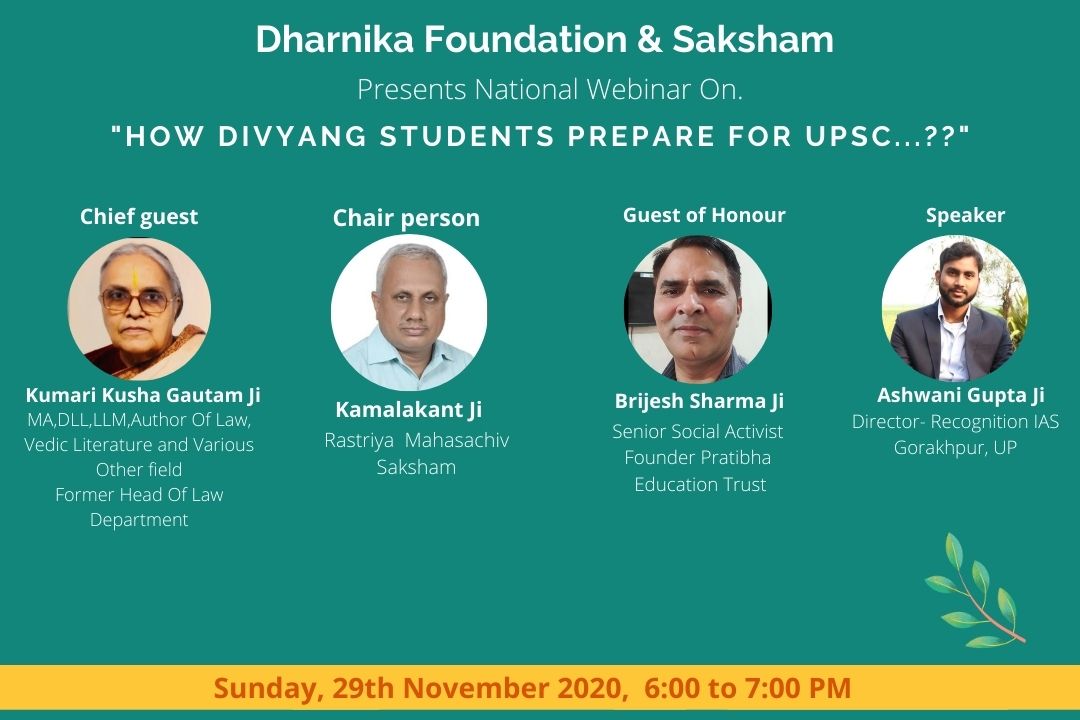 Dharnika Foundation & Saksham
Presents National Webinar On.
"HOW DIVYANG STUDENTS PREPARE FOR UPSC...??"
Chief guest
Kumari Kusha Gautam Ji
MA,DLL,LLM,Author Of Law,
Vedic Literature and Various
Other field
Former Head Of Law
Department
Chair person
Kamalakant Ji
Rastriya Mahasachiv
Saksham
Guest of Honour
Brijesh Sharma Ji
Senior Social Activist
Founder Pratibha
Education Trust
Speaker
Ashwani Gupta Ji
Director- Recognition IAS
Gorakhpur, UP
Sunday, 29th November 2020, 6:00 to 7:00 PM